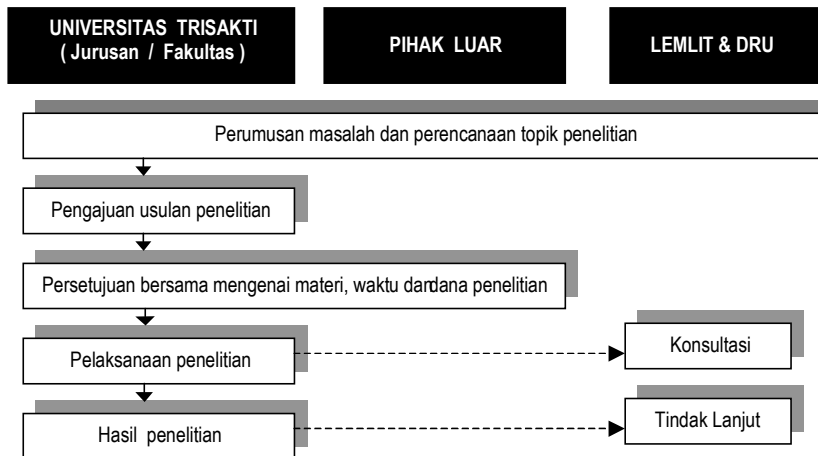 UNIVERSITAS TRISAKTI
( Jurusan / Fakultas )
PIHAK LUAR
LEMLIT & DRU
Perumusan masalah dan perencanaan topik penelitian
Pengajuan usulan penelitian
Persetujuan bersama mengenai materi, waktu dardana penelitian
Pelaksanaan penelitian
Konsultasi
Hasil penelitian
Tindak Lanjut